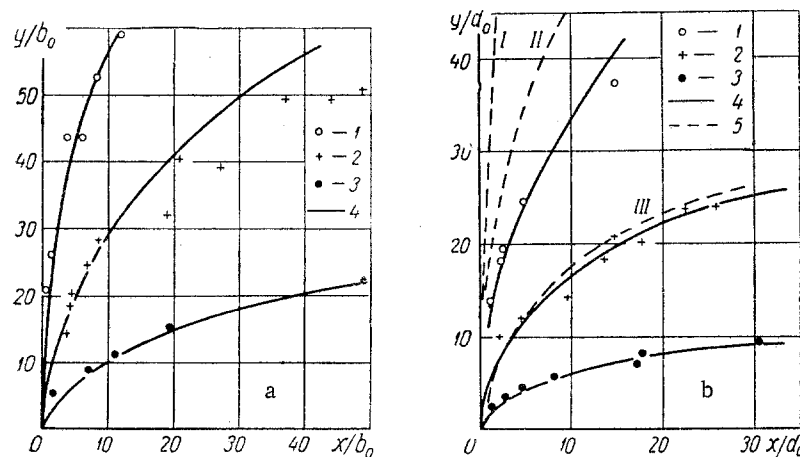 y/b₀
50
40
30
20
10
0 10 20 30 40 x/b₀
○ — 1
+ — 2
● — 3
— 4
a
y/d₀
40
30
20
10
0 10 20 30 x/d₀
I II
III
○ — 1
+ — 2
● — 3
— 4
--- 5
b